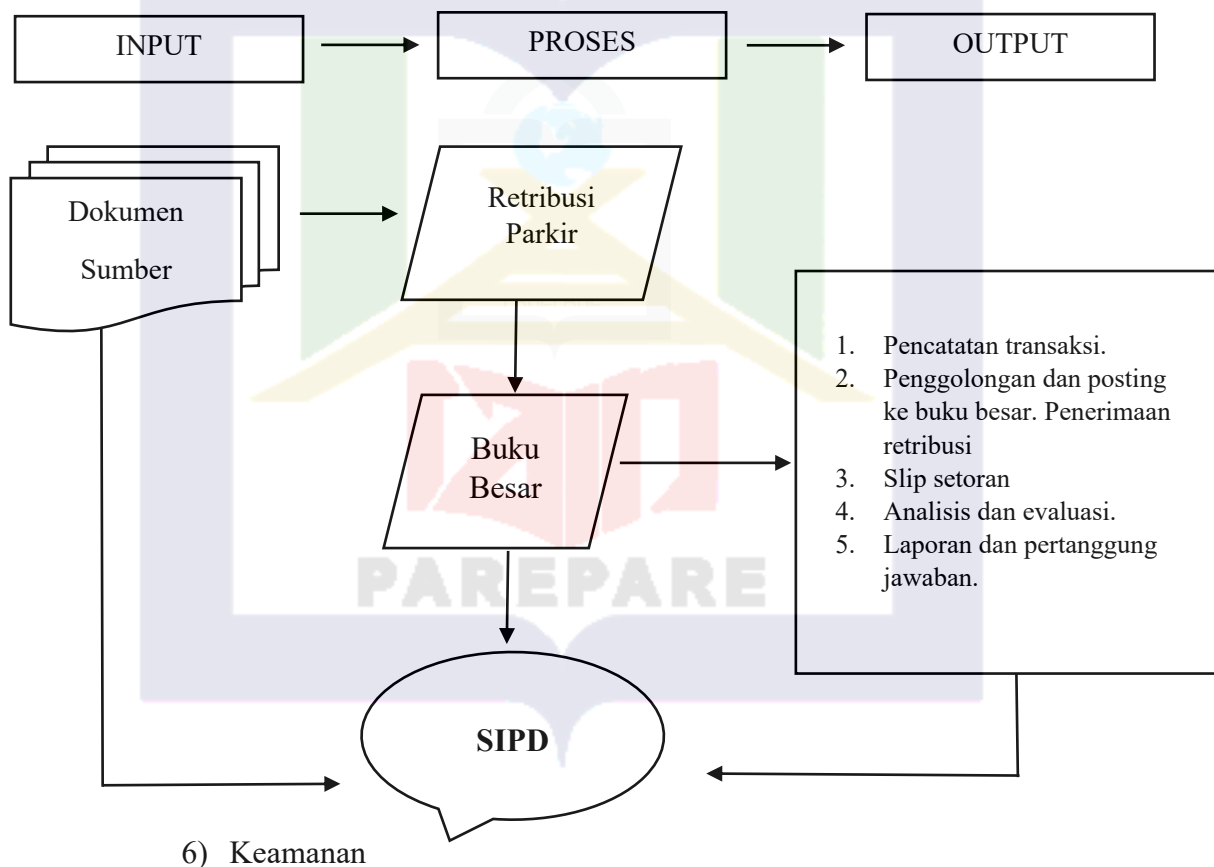 INPUT
PROSES
OUTPUT
Dokumen
Sumber
Retribusi
Parkir
Buku
Besar
1. Pencatatan transaksi.
2. Penggolongan dan posting
ke buku besar. Penerimaan
retribusi
3. Slip setoran
4. Analisis dan evaluasi.
5. Laporan dan pertanggung
jawaban.
PAREPARE
SIPD
6) Keamanan